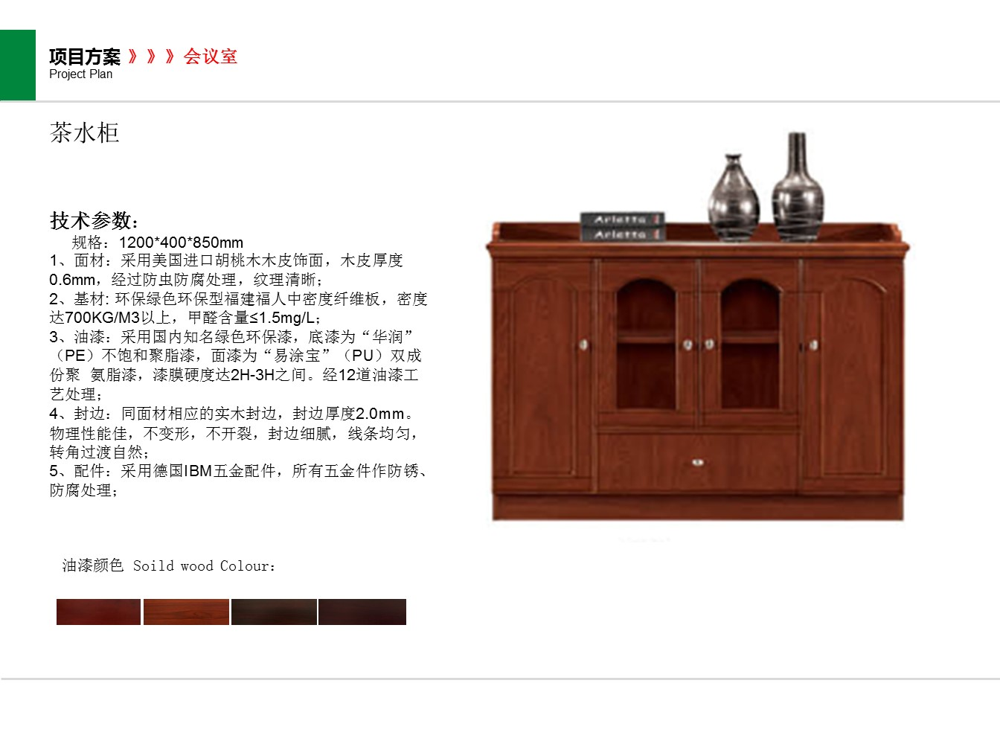 项目方案 》》》会议室
Project Plan
茶水柜
技术参数：
规格：1200*400*850mm
1、面材：采用美国进口胡桃木木皮饰面，木皮厚度
0.6mm，经过防虫防腐处理，纹理清晰；
2、基材: 环保绿色环保型福建福人中密度纤维板，密度
达700KG/M3以上，甲醛含量≤1.5mg/L；
3、油漆：采用国内知名绿色环保漆，底漆为“华润”
（PE）不饱和聚脂漆，面漆为“易涂宝”（PU）双成
份聚 氨脂漆，漆膜硬度达2H-3H之间。经12道油漆工
艺处理；
4、封边：同面材相应的实木封边，封边厚度2.0mm。
物理性能佳，不变形，不开裂，封边细腻，线条均匀，
转角过渡自然；
5、配件：采用德国IBM五金配件，所有五金件作防锈、
防腐处理；
Arletta
Arletta
油漆颜色 Soild wood Colour：